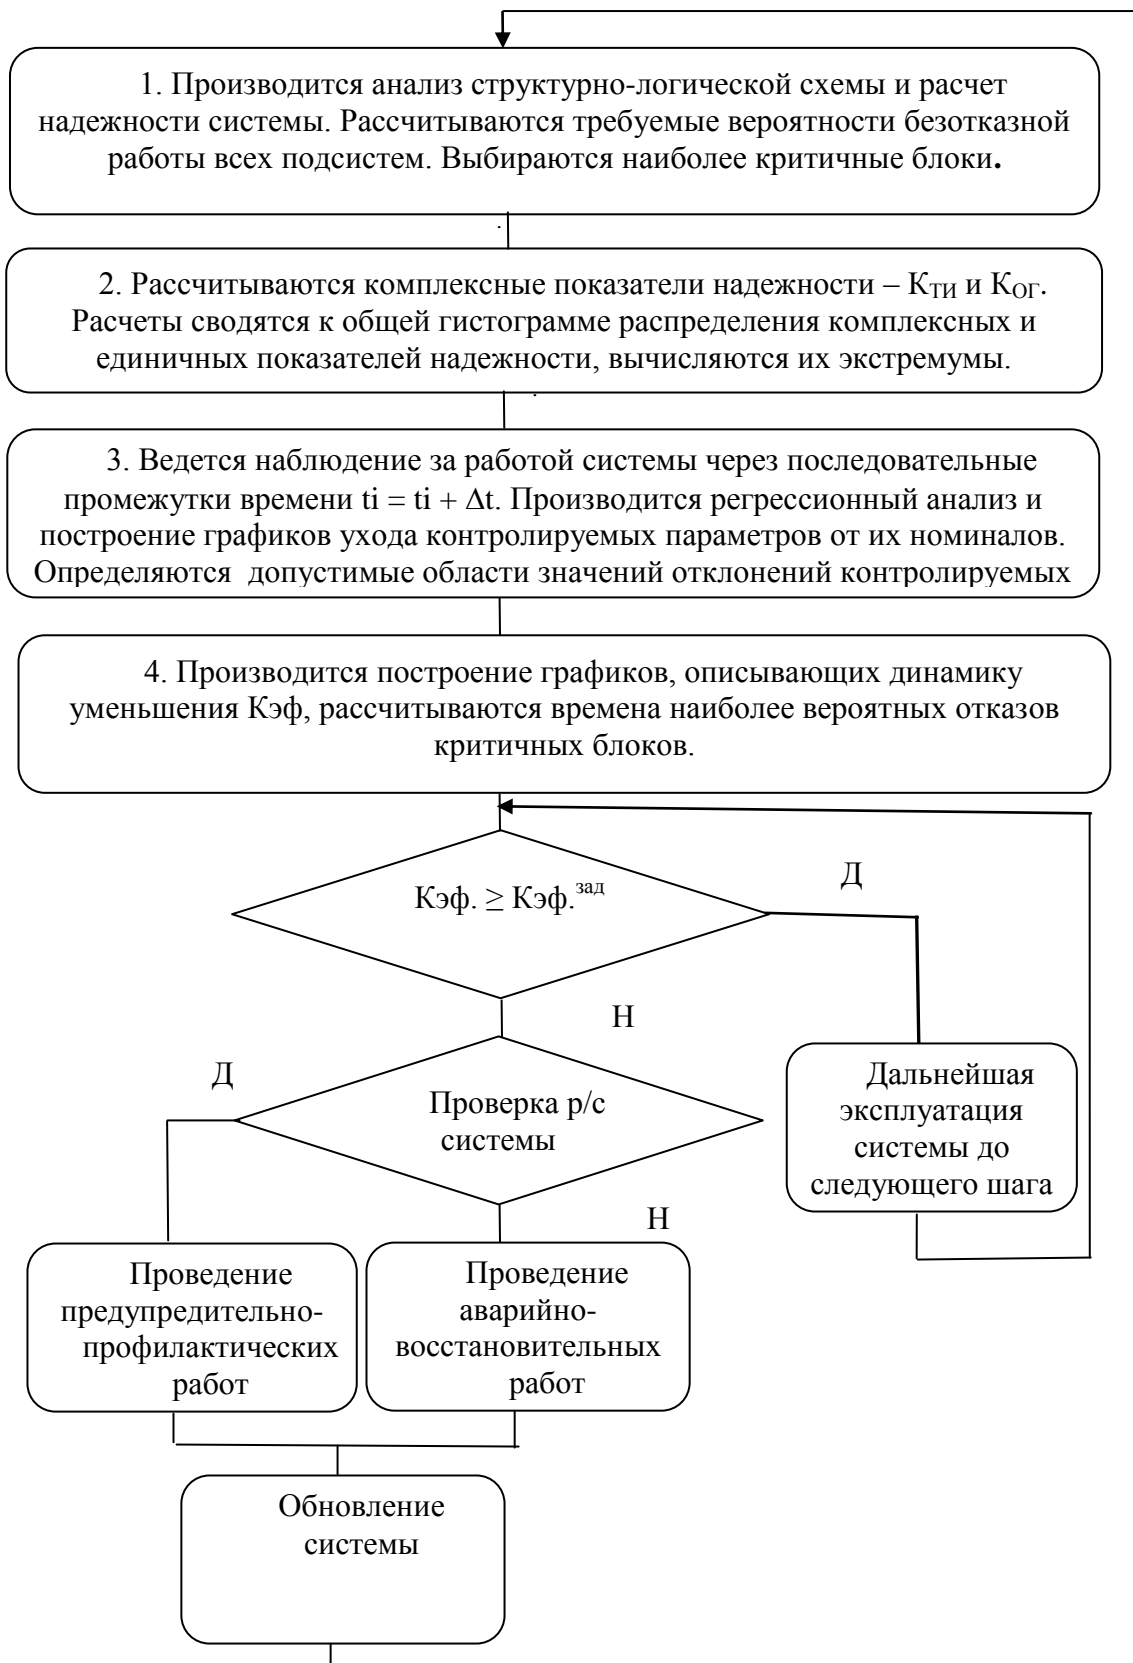 1. Производится анализ структурно-логической схемы и расчет
надежности системы. Рассчитываются требуемые вероятности безотказной
работы всех подсистем. Выбираются наиболее критичные блоки.
2. Рассчитываются комплексные показатели надежности – КТИ и КОГ.
Расчеты сводятся к общей гистограмме распределения комплексных и
единичных показателей надежности, вычисляются их экстремумы.
3. Ведется наблюдение за работой системы через последовательные
промежутки времени ti = ti + Δt. Производится регрессионный анализ и
построение графиков ухода контролируемых параметров от их номиналов.
Определяются допустимые области значений отклонений контролируемых
4. Производится построение графиков, описывающих динамику
уменьшения Кэф, рассчитываются времена наиболее вероятных отказов
критичных блоков.
Кэф. ≥ Кэф.зад
Д
Н
Д
Проверка р/с
системы
Н
Дальнейшая
эксплуатация
системы до
следующего шага
Проведение
предупредительно-
профилактических
работ
Проведение
аварийно-
восстановительных
работ
Обновление
системы